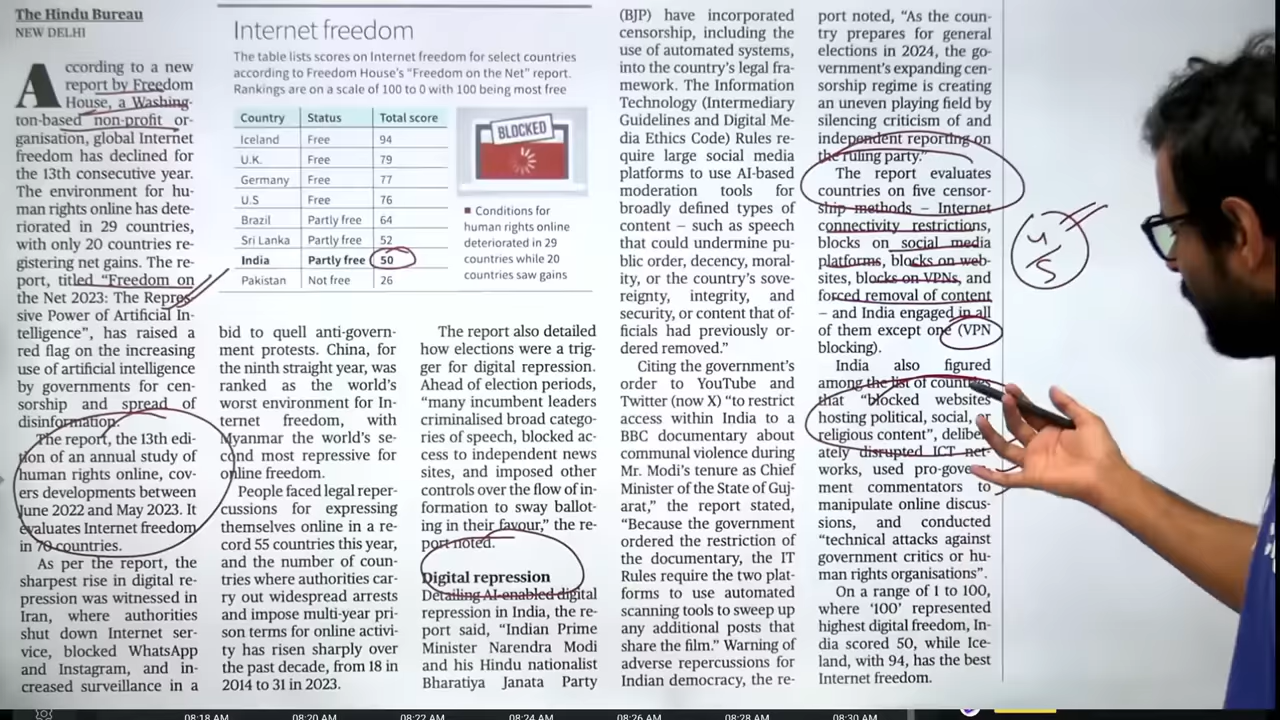 The Hindu Bureau
NEW DELHI
According to a new
report by Freedom
House, a Washing-
ton-based non-profit or-
ganisation, global Internet
freedom has declined for
the 13th consecutive year.
The environment for hu-
man rights online has dete-
riorated in 29 countries,
with only 20 countries re-
gistering net gains. The re-
port, titled “Freedom on
the Net 2023: The Repres-
sive Power of Artificial In-
telligence”, has raised a
red flag on the increasing
use of artificial intelligence
by governments for cen-
sorship and spread of
disinformation.
The report, the 13th edi-
tion of an annual study of
human rights online, cov-
ers developments between
June 2022 and May 2023. It
evaluates Internet freedom
in 70 countries.
As per the report, the
sharpest rise in digital re-
pression was witnessed in
Iran, where authorities
shut down Internet ser-
vice, blocked WhatsApp
and Instagram, and in-
creased surveillance in a
Internet freedom
The table lists scores on Internet freedom for select countries
according to Freedom House's “Freedom on the Net” report.
Rankings are on a scale of 100 to 0 with 100 being most free
Country Status Total score
Iceland Free 94
U.K. Free 79
Germany Free 77
U.S Free 76
Brazil Partly free 64
Sri Lanka Partly free 52
India Partly free 50
Pakistan Not free 26
BLOCKED
■ Conditions for
human rights online
deteriorated in 29
countries while 20
countries saw gains
bid to quell anti-govern-
ment protests. China, for
the ninth straight year, was
ranked as the world's
worst environment for In-
ternet freedom, with
Myanmar the world's se-
cond most repressive for
online freedom.
People faced legal reper-
cussions for expressing
themselves online in a re-
cord 55 countries this year,
and the number of coun-
tries where authorities car-
ry out widespread arrests
and impose multi-year pri-
son terms for online activi-
ty has risen sharply over
the past decade, from 18 in
2014 to 31 in 2023.
The report also detailed
how elections were a trig-
ger for digital repression.
Ahead of election periods,
“many incumbent leaders
criminalised broad catego-
ries of speech, blocked ac-
cess to independent news
sites, and imposed other
controls over the flow of in-
formation to sway ballot-
ing in their favour,” the re-
port noted.
Digital repression
Detailing AI-enabled digital
repression in India, the re-
port said, “Indian Prime
Minister Narendra Modi
and his Hindu nationalist
Bharatiya Janata Party
(BJP) have incorporated
censorship, including the
use of automated systems,
into the country's legal fra-
mework. The Information
Technology (Intermediary
Guidelines and Digital Me-
dia Ethics Code) Rules re-
quire large social media
platforms to use AI-based
moderation tools for
broadly defined types of
content – such as speech
that could undermine pu-
blic order, decency, moral-
ity, or the country's sove-
reignty, integrity, and
security, or content that of-
ficials had previously or-
dered removed.”
Citing the government's
order to YouTube and
Twitter (now X) “to restrict
access within India to a
BBC documentary about
communal violence during
Mr. Modi's tenure as Chief
Minister of the State of Guj-
arat,” the report stated,
“Because the government
ordered the restriction of
the documentary, the IT
Rules require the two plat-
forms to use automated
scanning tools to sweep up
any additional posts that
share the film.” Warning of
adverse repercussions for
Indian democracy, the re-
port noted, “As the coun-
try prepares for general
elections in 2024, the go-
vernment's expanding cen-
sorship regime is creating
an uneven playing field by
silencing criticism of and
independent reporting on
the ruling party.”
The report evaluates
countries on five censor-
ship methods – Internet
connectivity restrictions,
blocks on social media
platforms, blocks on web-
sites, blocks on VPNs, and
forced removal of content
– and India engaged in all
of them except one (VPN
blocking).
India also figured
among the list of countries
that “blocked websites
hosting political, social, or
religious content”, deliber-
ately disrupted ICT net-
works, used pro-govern-
ment commentators to
manipulate online discus-
sions, and conducted
“technical attacks against
government critics or hu-
man rights organisations”.
On a range of 1 to 100,
where ‘100’ represented
highest digital freedom, In-
dia scored 50, while Ice-
land, with 94, has the best
Internet freedom.
4/5
08:18 AM 08:20 AM 08:22 AM 08:24 AM 08:26 AM 08:28 AM 08:30 AM